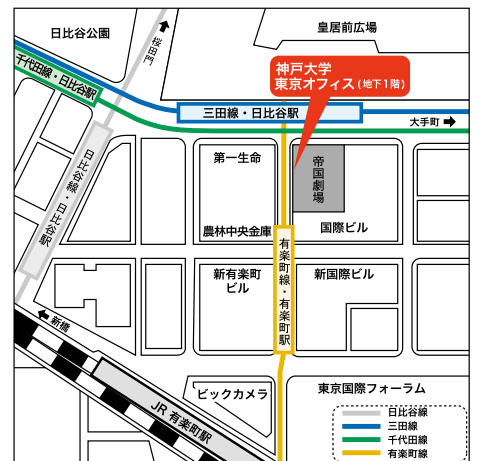 日比谷公園
桜田門
皇居前広場
千代田線・日比谷駅
神戸大学
東京オフィス(地下1階)
三田線・日比谷駅
大手町
日比谷線・日比谷駅
第一生命
帝国劇場
農林中央金庫
国際ビル
有楽町線・有楽町駅
新有楽町
ビル
新国際ビル
新橋
JR 有楽町駅
ビックカメラ
東京国際フォーラム
日比谷線
三田線
千代田線
有楽町線